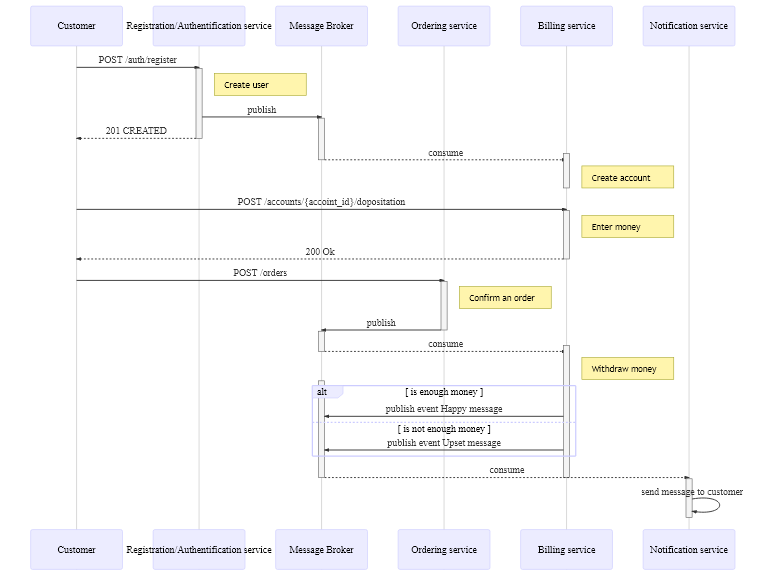 Customer
Registration/Authentification service
Message Broker
Ordering service
Billing service
Notification service
POST /auth/register
Create user
publish
201 CREATED
consume
Create account
POST /accounts/{accoint_id}/dopositation
Enter money
200 Ok
POST /orders
Confirm an order
publish
consume
Withdraw money
alt
[ is enough money ]
publish event Happy message
[ is not enough money ]
publish event Upset message
consume
send message to customer
Customer
Registration/Authentification service
Message Broker
Ordering service
Billing service
Notification service